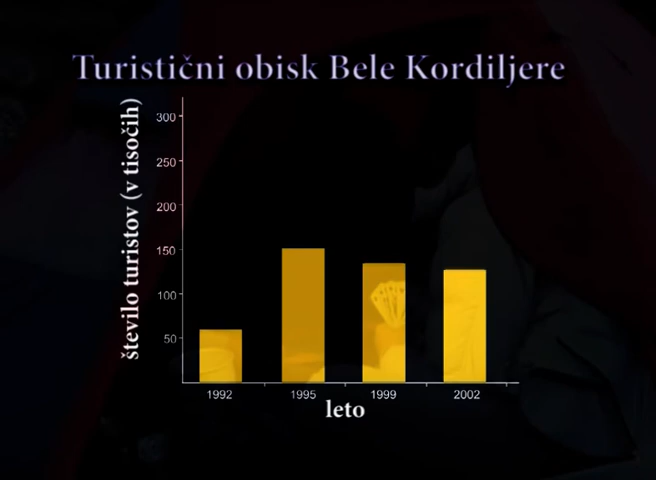 Turistični obisk Bele Kordiljere
število turistov (v tisočih)
300
250
200
150
100
50
1992 1995 1999 2002
leto